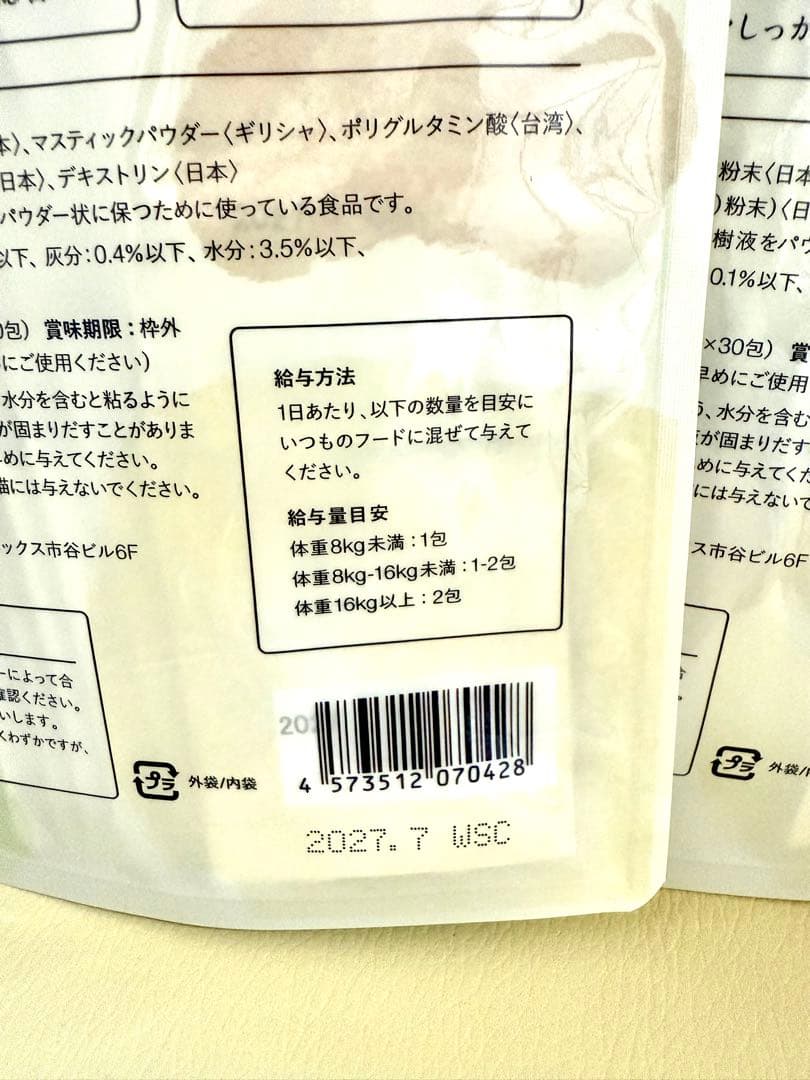 しっか
本〉、マスティックパウダー〈ギリシャ〉、ポリグルタミン酸〈台湾〉、
日本〉、デキストリン〈日本〉
パウダー状に保つために使っている食品です。
以下、灰分：0.4%以下、水分：3.5%以下、
0包） 賞味期限：枠外
にご使用ください）
水分を含むと粘るように
が固まりだすことがありま
めに与えてください。
猫には与えないでください。
ックス市谷ビル6F
給与方法
1日あたり、以下の数量を目安に
いつものフードに混ぜて与えて
ください。
給与量目安
体重8kg未満：1包
体重8kg-16kg未満：1-2包
体重16kg以上：2包
ーによって合
確認ください。
いします。
くわずかですが、
プラ 外袋/内袋
4 573512 070428
2027.7 WSC
粉末〈日本
）粉末）〈日
樹液をパウ
0.1%以下、
×30包） 賞
早めにご使用
、水分を含む
が固まりだす
めに与えてくだ
には与えないで
ス市谷ビル6F
プラ 外袋/内